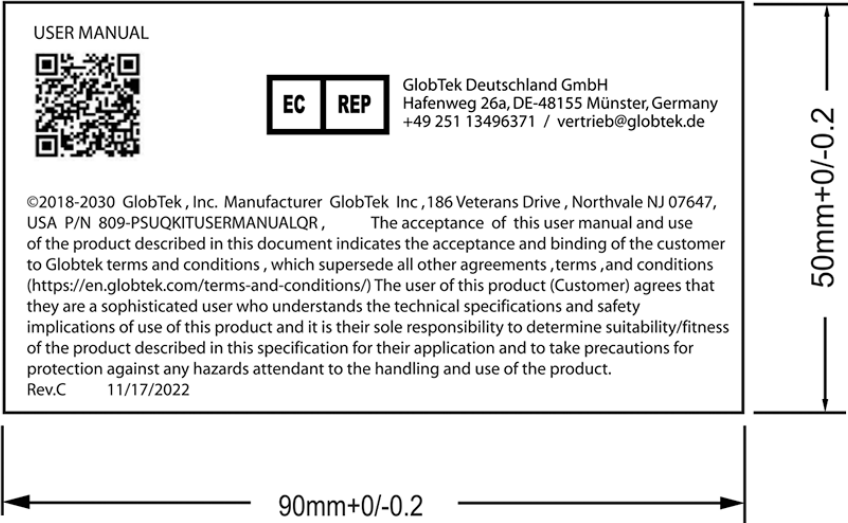 USER MANUAL
EC REP
GlobTek Deutschland GmbH
Hafenweg 26a, DE-48155 Münster, Germany
+49 251 13496371 / vertrieb@globtek.de
©2018-2030 GlobTek , Inc. Manufacturer GlobTek Inc ,186 Veterans Drive , Northvale NJ 07647,
USA P/N 809-PSUQKITUSERMANUALQR , The acceptance of this user manual and use
of the product described in this document indicates the acceptance and binding of the customer
to Globtek terms and conditions , which supersede all other agreements ,terms ,and conditions
(https://en.globtek.com/terms-and-conditions/) The user of this product (Customer) agrees that
they are a sophisticated user who understands the technical specifications and safety
implications of use of this product and it is their sole responsibility to determine suitability/fitness
of the product described in this specification for their application and to take precautions for
protection against any hazards attendant to the handling and use of the product.
Rev.C 11/17/2022
50mm+0/-0.2
90mm+0/-0.2